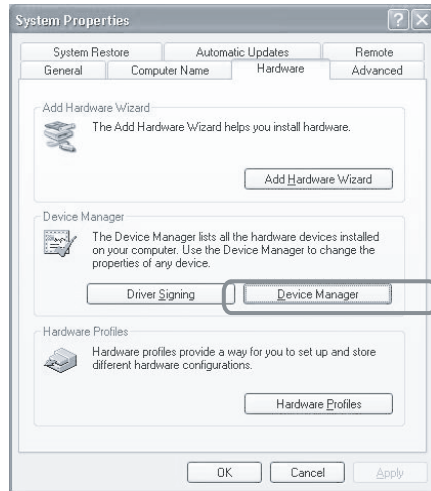 System Properties
System Restore Automatic Updates Remote
General Computer Name Hardware Advanced
Add Hardware Wizard
The Add Hardware Wizard helps you install hardware.
Add Hardware Wizard
Device Manager
The Device Manager lists all the hardware devices installed
on your computer. Use the Device Manager to change the
properties of any device.
Driver Signing Device Manager
Hardware Profiles
Hardware profiles provide a way for you to set up and store
different hardware configurations.
Hardware Profiles
OK Cancel Apply